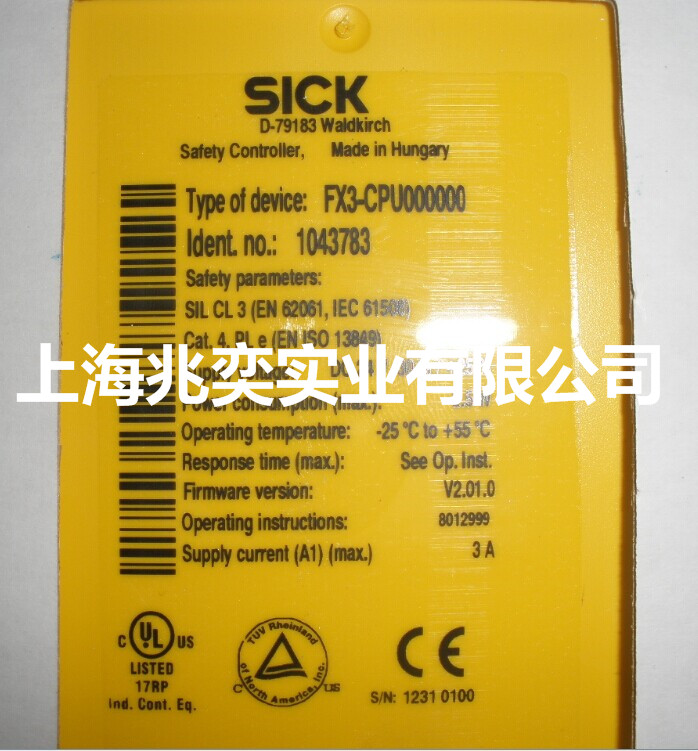 SICK
D-79183 Waldkirch
Safety Controller, Made in Hungary
Type of device: FX3-CPU000000
Ident. no.: 1043783
Safety parameters:
SIL CL 3 (EN 62061, IEC 61508)
Cat. 4, PL e (EN ISO 13849)
上海兆奕实业有限公司
Power consumption (max.):
Operating temperature: -25 °C to +55 °C
Response time (max.): See Op. Inst.
Firmware version: V2.01.0
Operating instructions: 8012999
Supply current (A1) (max.) 3 A
C UL US
LISTED
17RP
Ind. Cont. Eq.
TUV Rheinland
of North America, Inc.
C US
CE
S/N: 1231 0100